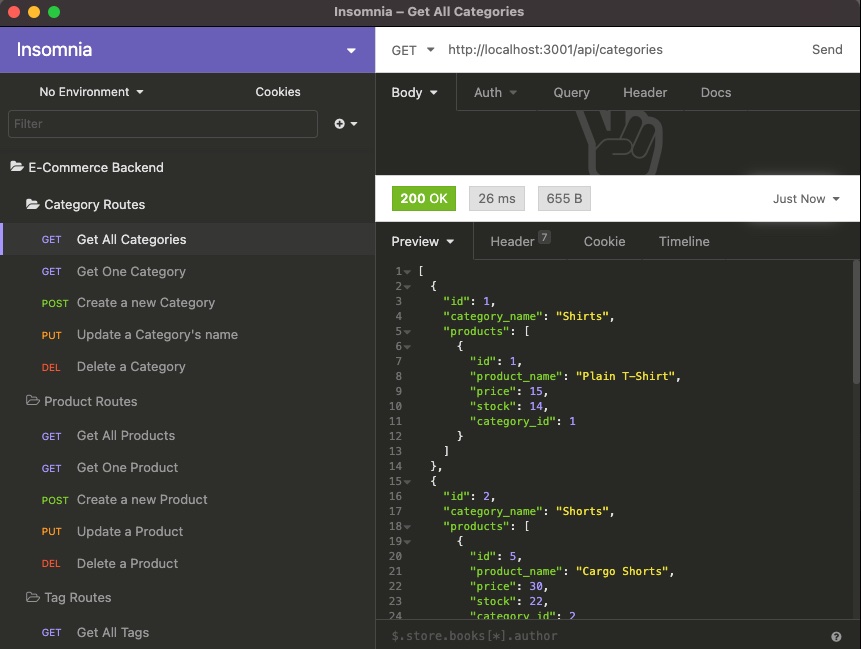 Insomnia – Get All Categories
Insomnia
GET http://localhost:3001/api/categories Send
No Environment Cookies
Body Auth Query Header Docs
Filter
E-Commerce Backend
Category Routes
GET Get All Categories
GET Get One Category
POST Create a new Category
PUT Update a Category's name
DEL Delete a Category
Product Routes
GET Get All Products
GET Get One Product
POST Create a new Product
PUT Update a Product
DEL Delete a Product
Tag Routes
GET Get All Tags
200 OK 26 ms 655 B Just Now
Preview Header 7 Cookie Timeline
1 [
2 {
3 "id": 1,
4 "category_name": "Shirts",
5 "products": [
6 {
7 "id": 1,
8 "product_name": "Plain T-Shirt",
9 "price": 15,
10 "stock": 14,
11 "category_id": 1
12 }
13 ]
14 },
15 {
16 "id": 2,
17 "category_name": "Shorts",
18 "products": [
19 {
20 "id": 5,
21 "product_name": "Cargo Shorts",
22 "price": 30,
23 "stock": 22,
24 "category_id": 2
$.store.books[*].author